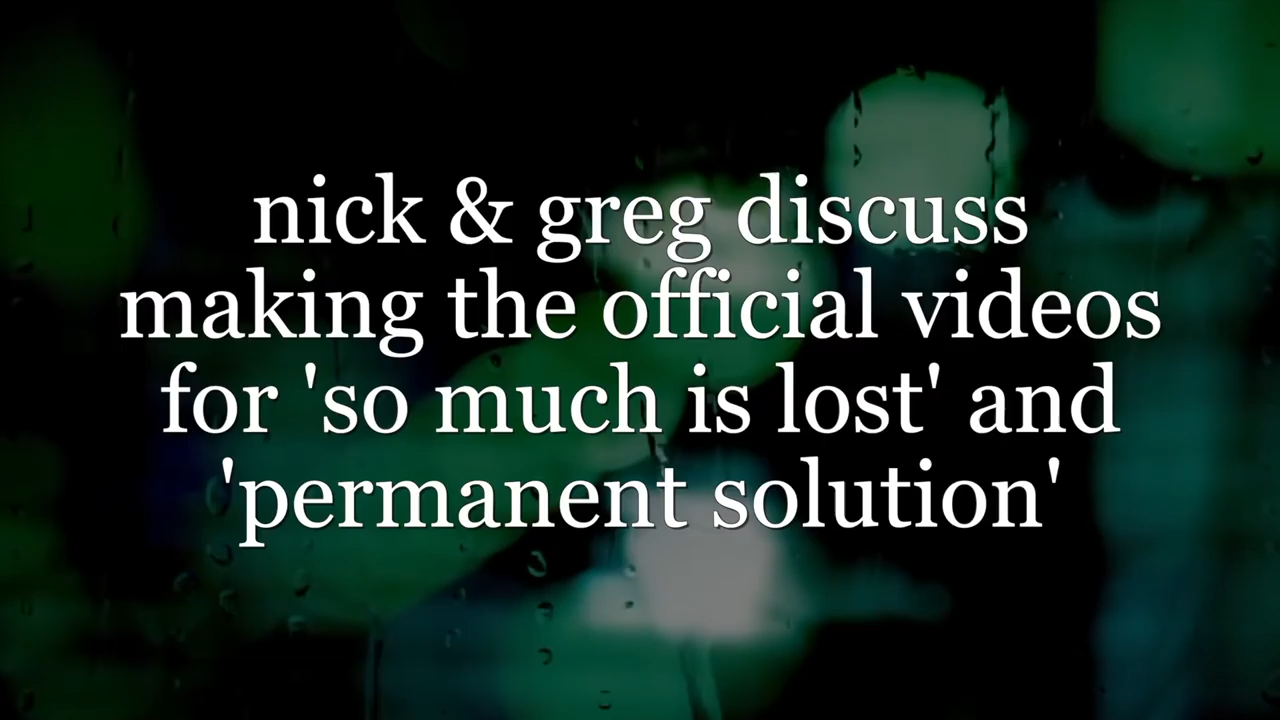 nick & greg discuss
making the official videos
for 'so much is lost' and
'permanent solution'